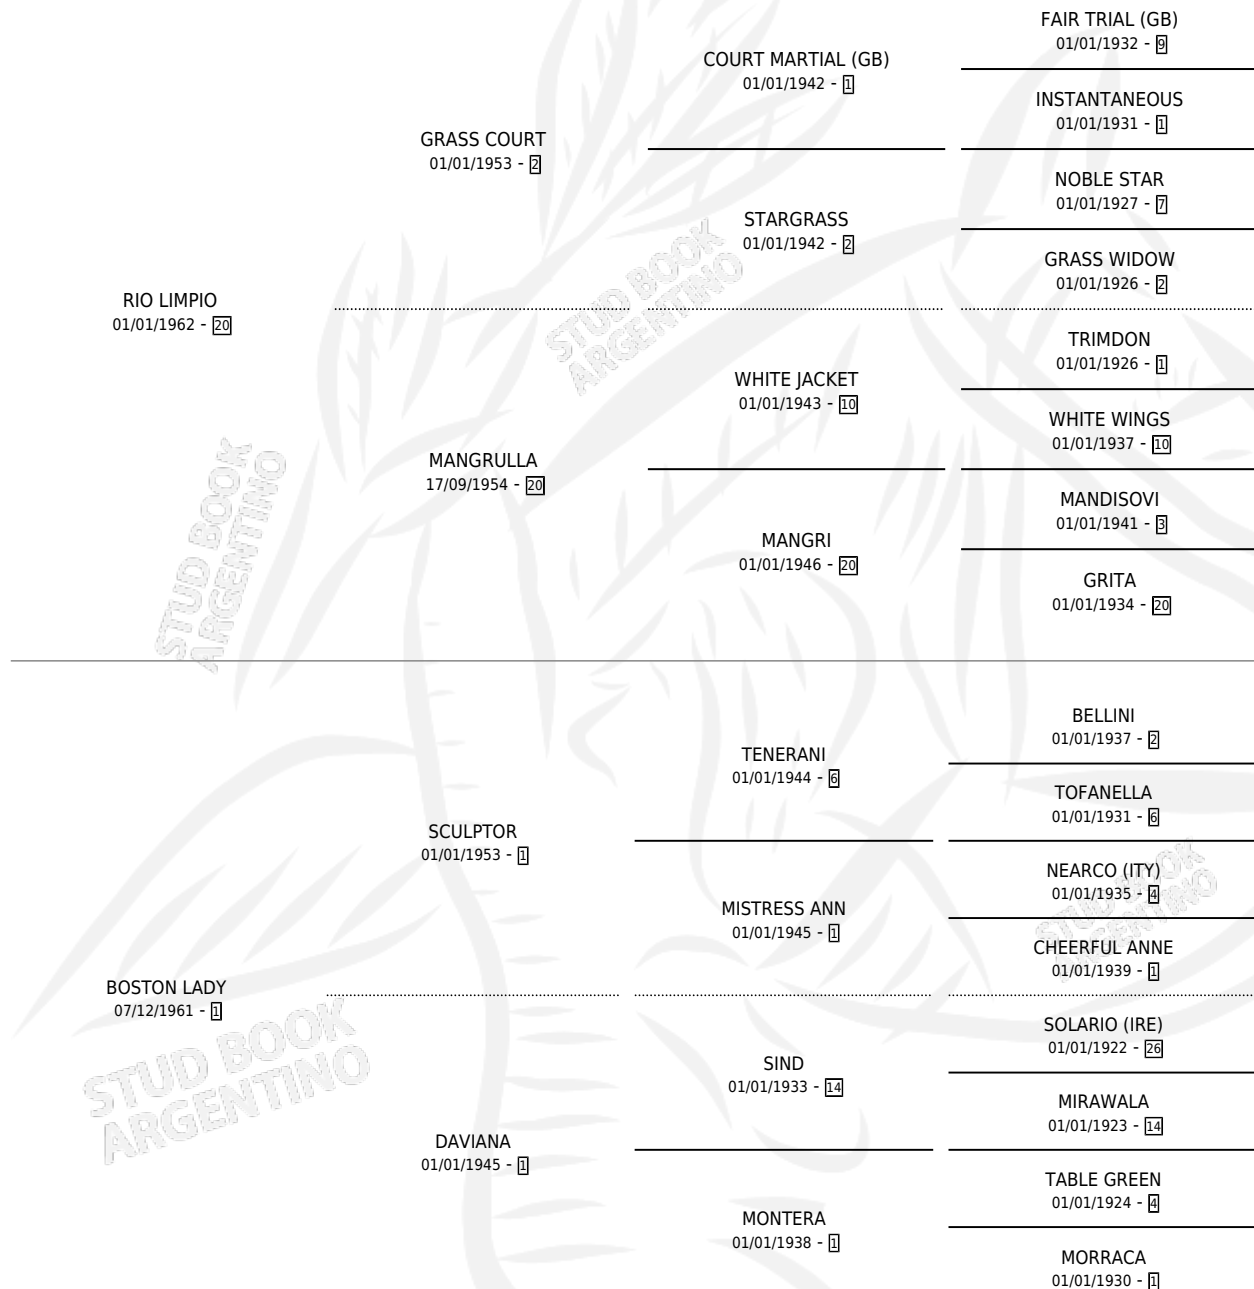 FAIR TRIAL (GB)
01/01/1932 - 9
COURT MARTIAL (GB)
01/01/1942 - 1
INSTANTANEOUS
01/01/1931 - 1
GRASS COURT
01/01/1953 - 2
NOBLE STAR
01/01/1927 - 7
STARGRASS
01/01/1942 - 2
GRASS WIDOW
01/01/1926 - 2
RIO LIMPIO
01/01/1962 - 20
TRIMDON
01/01/1926 - 1
WHITE JACKET
01/01/1943 - 10
WHITE WINGS
01/01/1937 - 10
MANGRULLA
17/09/1954 - 20
MANDISOVI
01/01/1941 - 3
MANGRI
01/01/1946 - 20
GRITA
01/01/1934 - 20
BELLINI
01/01/1937 - 2
TENERANI
01/01/1944 - 6
TOFANELLA
01/01/1931 - 6
SCULPTOR
01/01/1953 - 1
NEARCO (ITY)
01/01/1935 - 4
MISTRESS ANN
01/01/1945 - 1
CHEERFUL ANNE
01/01/1939 - 1
BOSTON LADY
07/12/1961 - 1
SOLARIO (IRE)
01/01/1922 - 26
SIND
01/01/1933 - 14
MIRAWALA
01/01/1923 - 14
DAVIANA
01/01/1945 - 1
TABLE GREEN
01/01/1924 - 4
MONTERA
01/01/1938 - 1
MORRACA
01/01/1930 - 1
STUD BOOK
ARGENTINO
STUD BOOK
ARGENTINO
STUD BOOK
ARGENTINO
STUD BOOK
ARGENTINO